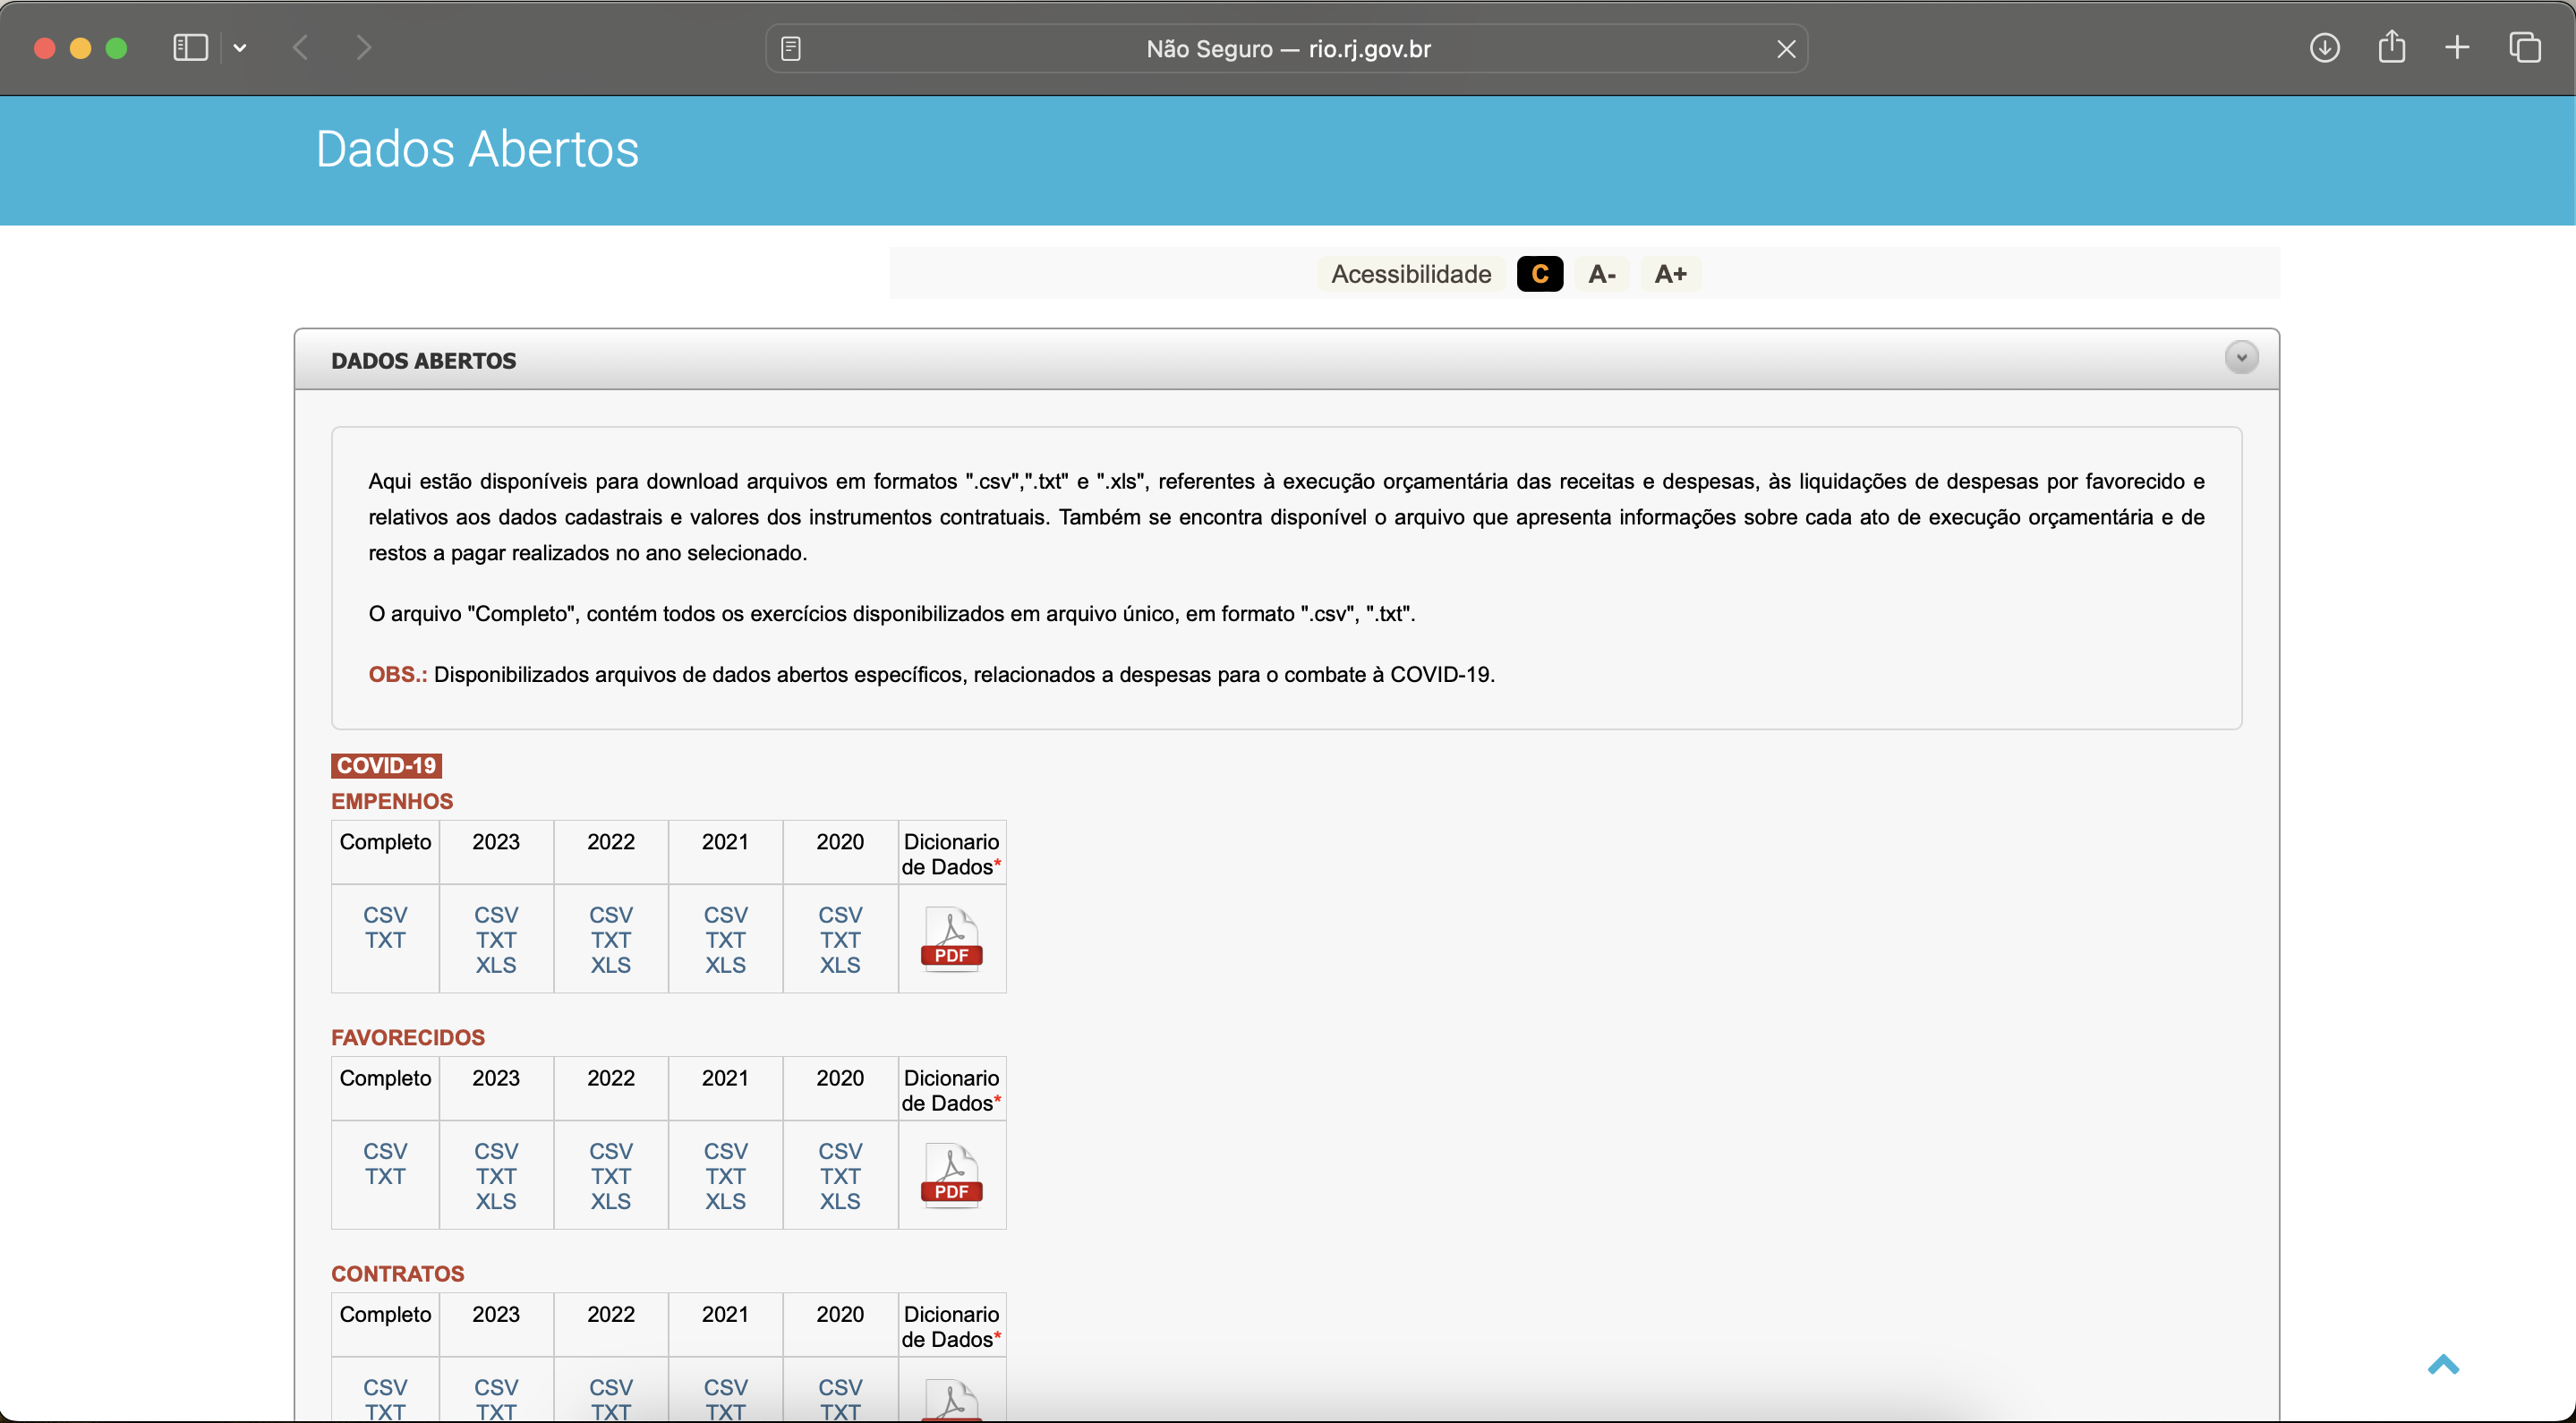 Não Seguro — rio.rj.gov.br
Dados Abertos
Acessibilidade C A- A+
DADOS ABERTOS
Aqui estão disponíveis para download arquivos em formatos ".csv",".txt" e ".xls", referentes à execução orçamentária das receitas e despesas, às liquidações de despesas por favorecido e
relativos aos dados cadastrais e valores dos instrumentos contratuais. Também se encontra disponível o arquivo que apresenta informações sobre cada ato de execução orçamentária e de
restos a pagar realizados no ano selecionado.
O arquivo "Completo", contém todos os exercícios disponibilizados em arquivo único, em formato ".csv", ".txt".
OBS.: Disponibilizados arquivos de dados abertos específicos, relacionados a despesas para o combate à COVID-19.
COVID-19
EMPENHOS
Completo 2023 2022 2021 2020 Dicionario
de Dados*
CSV CSV CSV CSV CSV
TXT TXT TXT TXT TXT
XLS XLS XLS XLS
PDF
FAVORECIDOS
Completo 2023 2022 2021 2020 Dicionario
de Dados*
CSV CSV CSV CSV CSV
TXT TXT TXT TXT TXT
XLS XLS XLS XLS
PDF
CONTRATOS
Completo 2023 2022 2021 2020 Dicionario
de Dados*
CSV CSV CSV CSV CSV
TXT TXT TXT TXT TXT